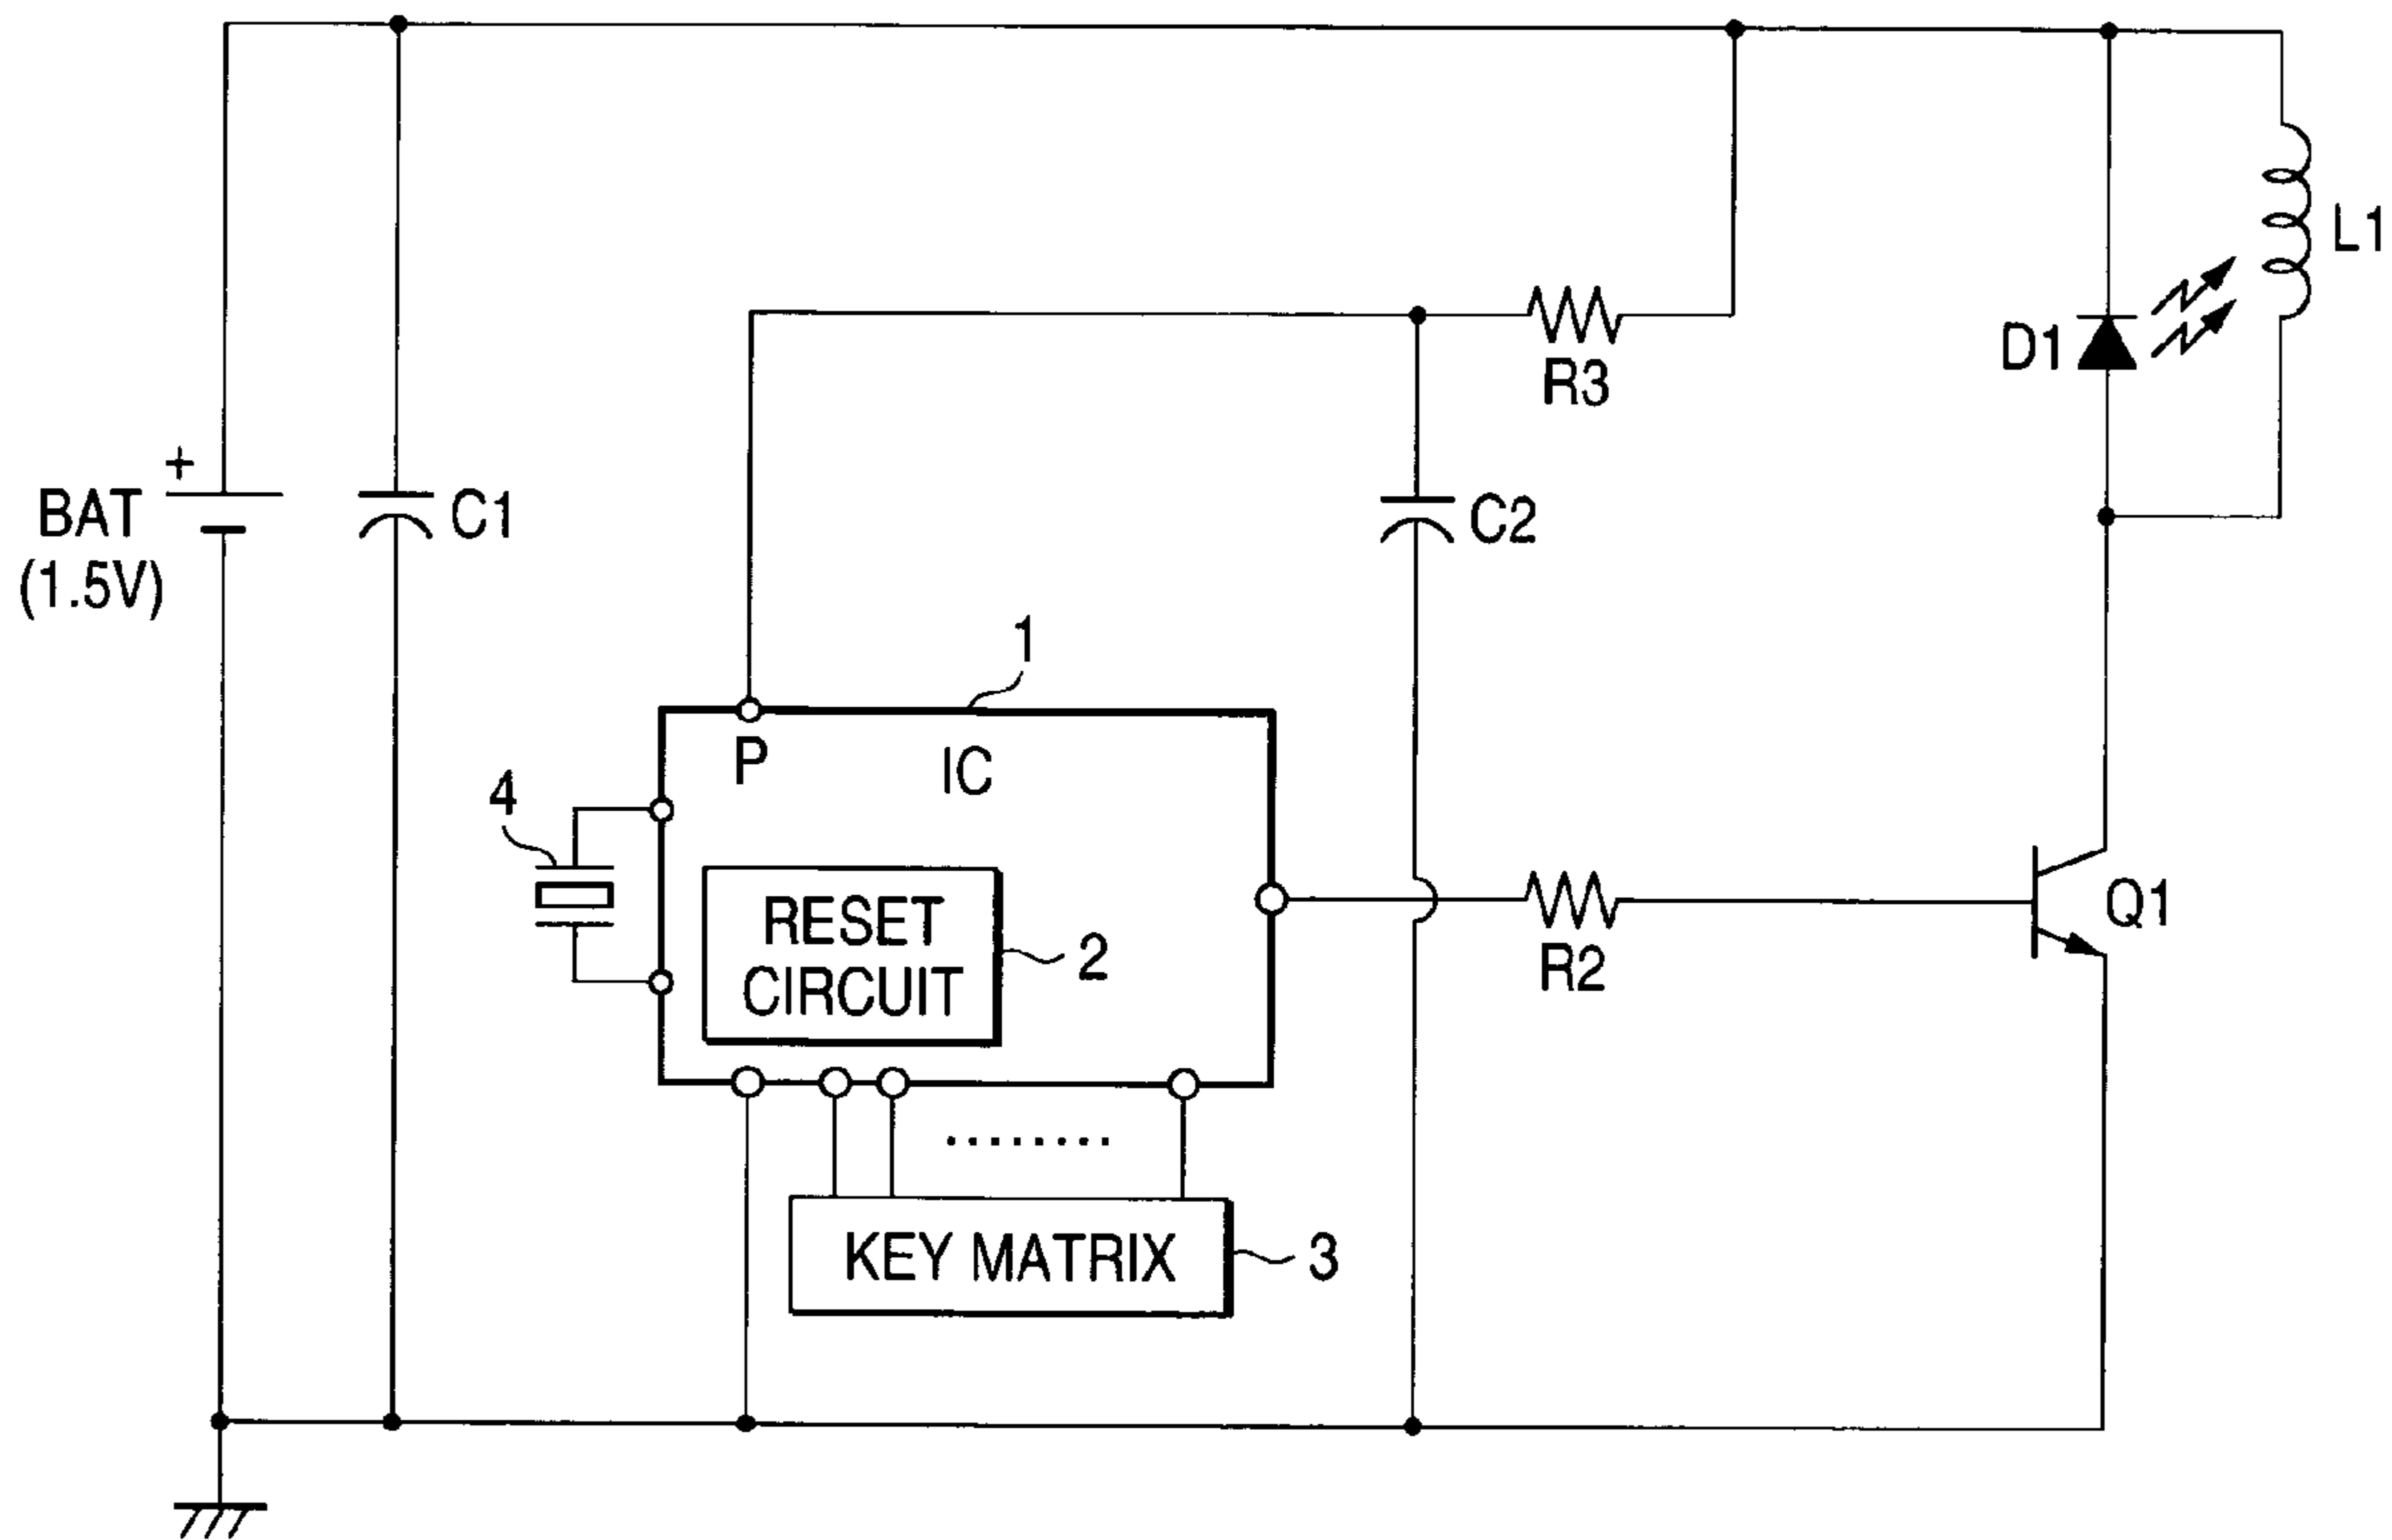 L1
D1
R3
+
BAT
(1.5V)
C1
C2
1
P
IC
4
RESET
CIRCUIT
2
R2
Q1
KEY MATRIX
3